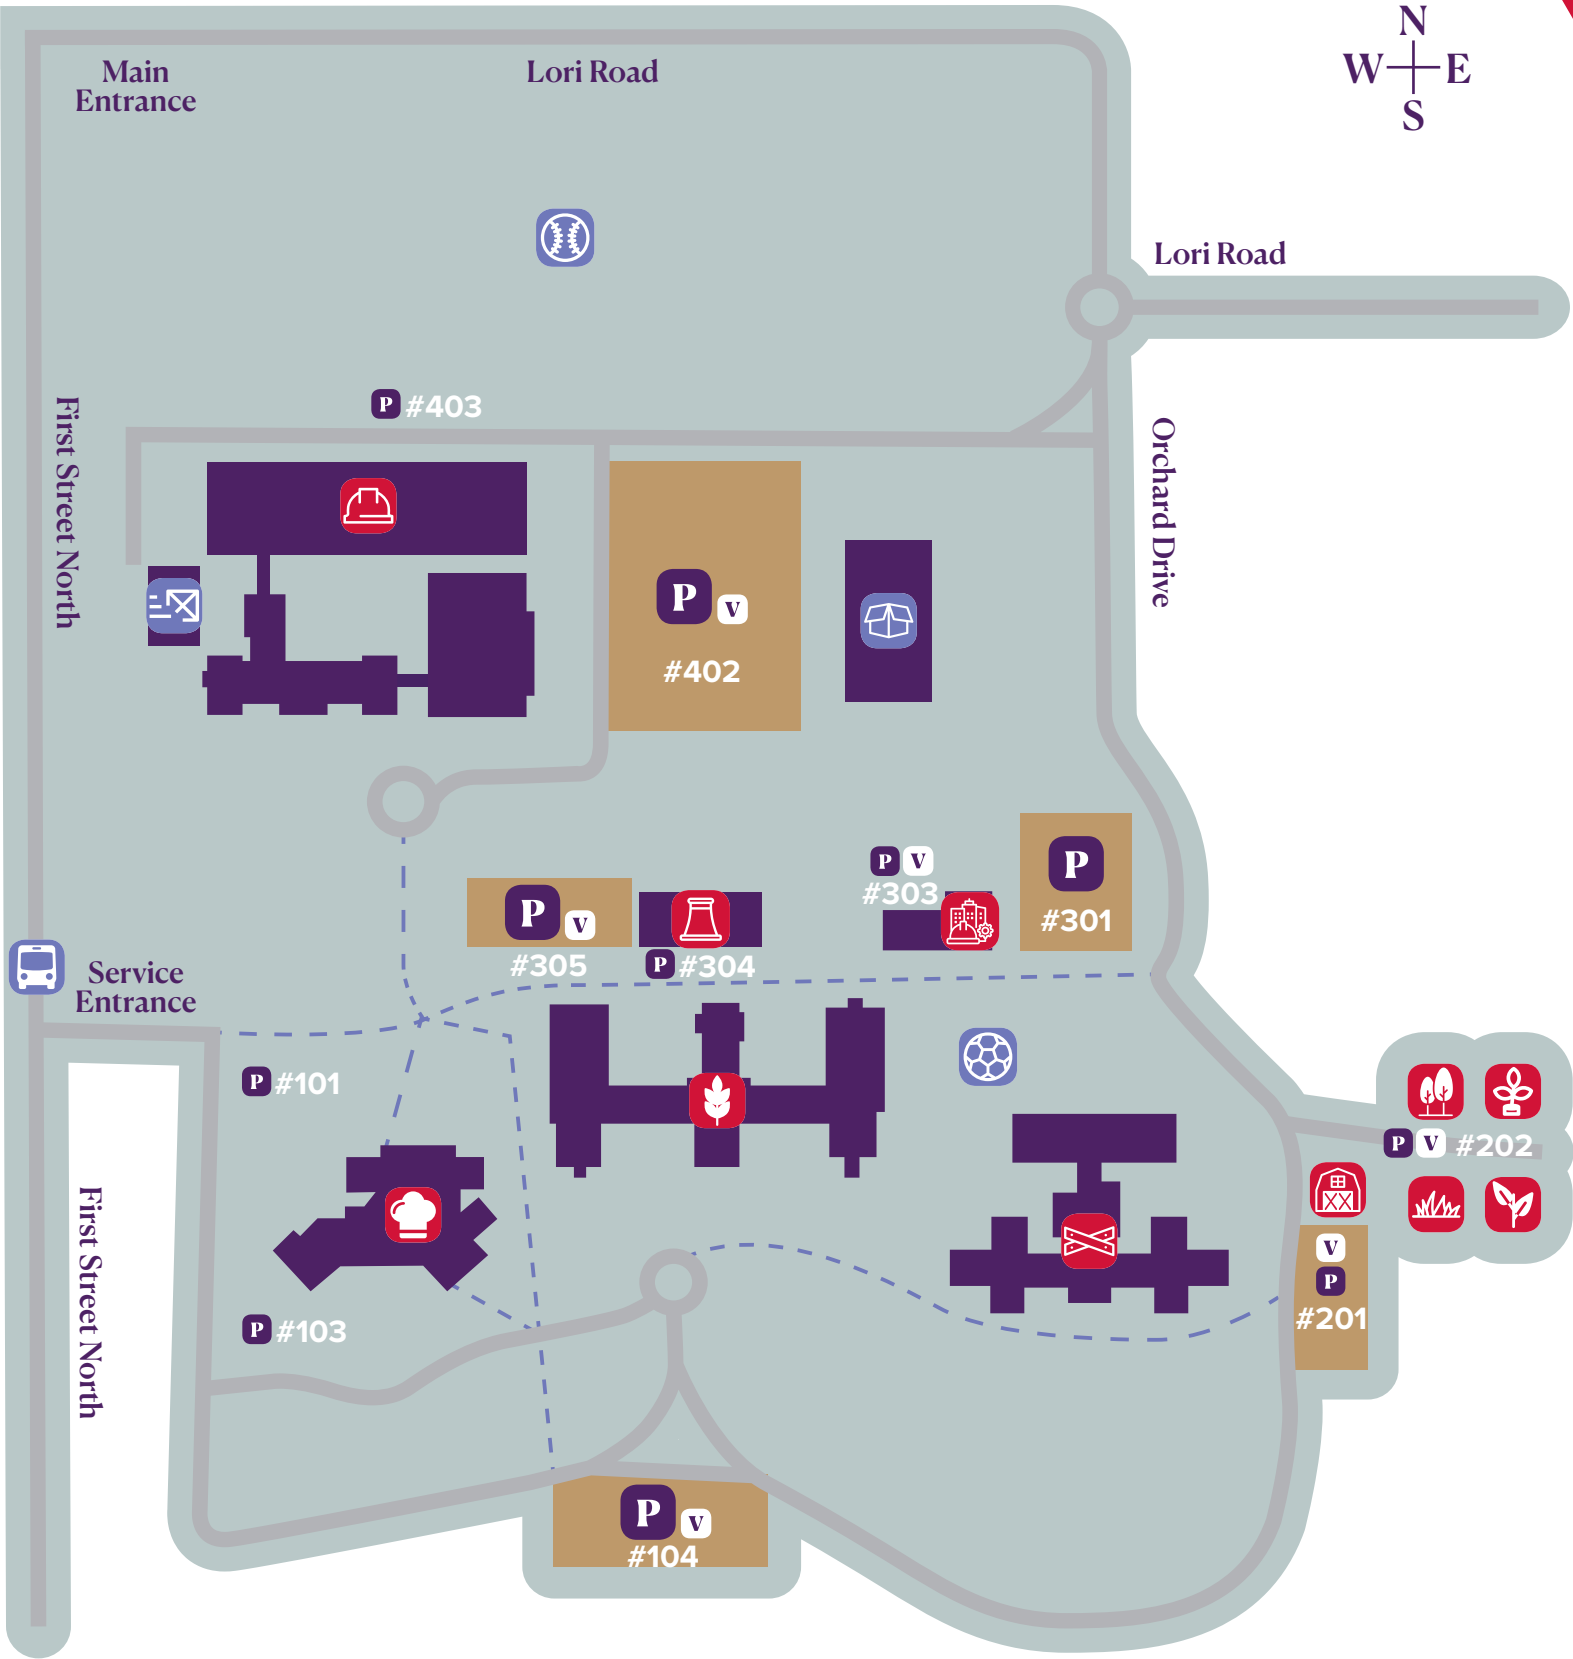 N
W E
S
Main
Entrance
Lori Road
Lori Road
First Street North
P #403
Orchard Drive
P V
#402
P V
#303
P
#301
P V
#305
P #304
Service
Entrance
P #101
P V #202
First Street North
V
P
#201
P #103
P V
#104